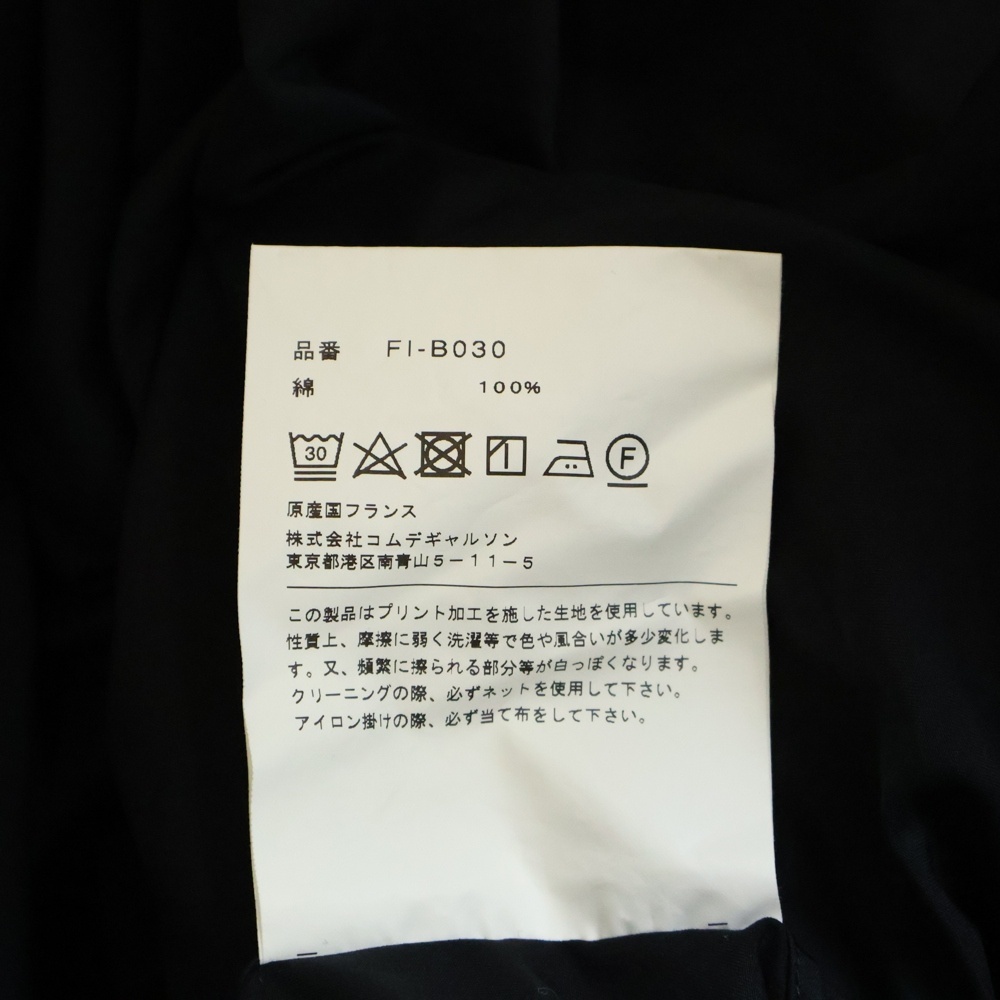 品番 FI-B030
綿 100%
30 F
原産国フランス
株式会社コムデギャルソン
東京都港区南青山5－11－5
この製品はプリント加工を施した生地を使用しています。
性質上、摩擦に弱く洗濯等で色や風合いが多少変化しま
す。又、頻繁に擦られる部分等が白っぽくなります。
クリーニングの際、必ずネットを使用して下さい。
アイロン掛けの際、必ず当て布をして下さい。